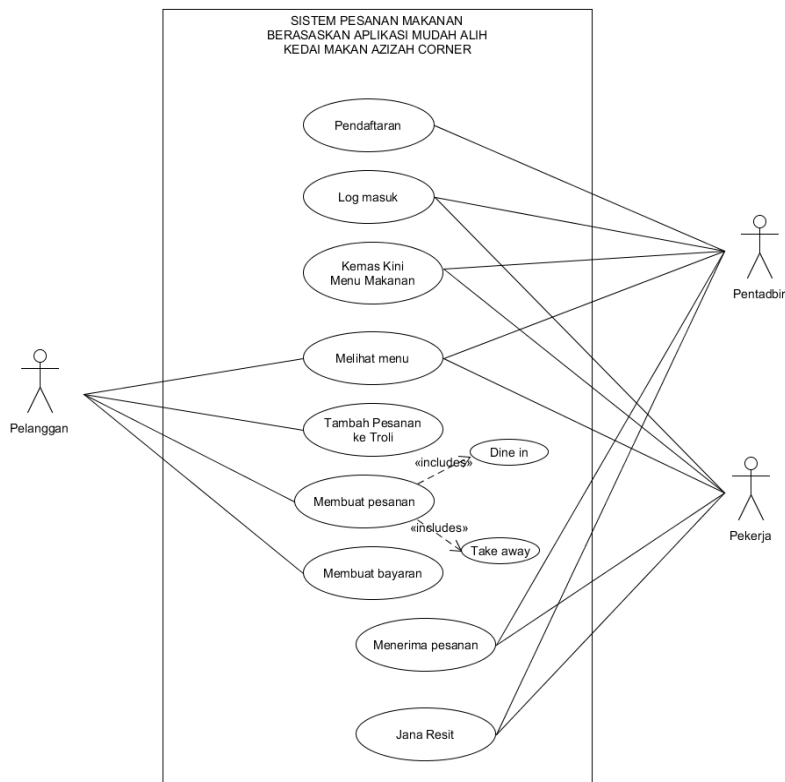 SISTEM PESANAN MAKANAN
BERASASKAN APLIKASI MUDAH ALIH
KEDAI MAKAN AZIZAH CORNER
Pendaftaran
Log masuk
Kemas Kini
Menu Makanan
Pentadbir
Melihat menu
Pelanggan
Tambah Pesanan
ke Troli
Dine in
«includes»
Membuat pesanan
Pekerja
«includes»
Take away
Membuat bayaran
Menerima pesanan
Jana Resit